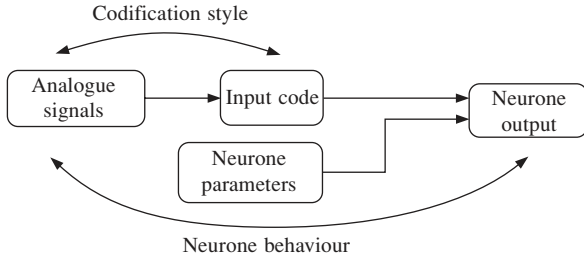 Codification style
Analogue
signals
Input code
Neurone
output
Neurone
parameters
Neurone behaviour